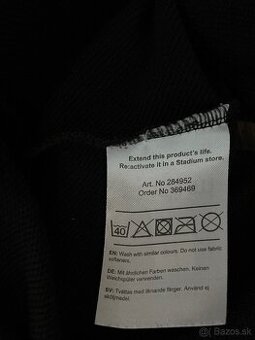 Extend this product's life.
Re:activate it in a Stadium store.
Art. No 284952
Order No 369469
40
EN: Wash with similar colours. Do not use fabric
softeners.
DE: Mit ähnlichen Farben waschen. Keinen
Weichspüler verwenden.
SV: Tvättas med liknande färger. Använd ej
sköljmedel.
Bazos.sk